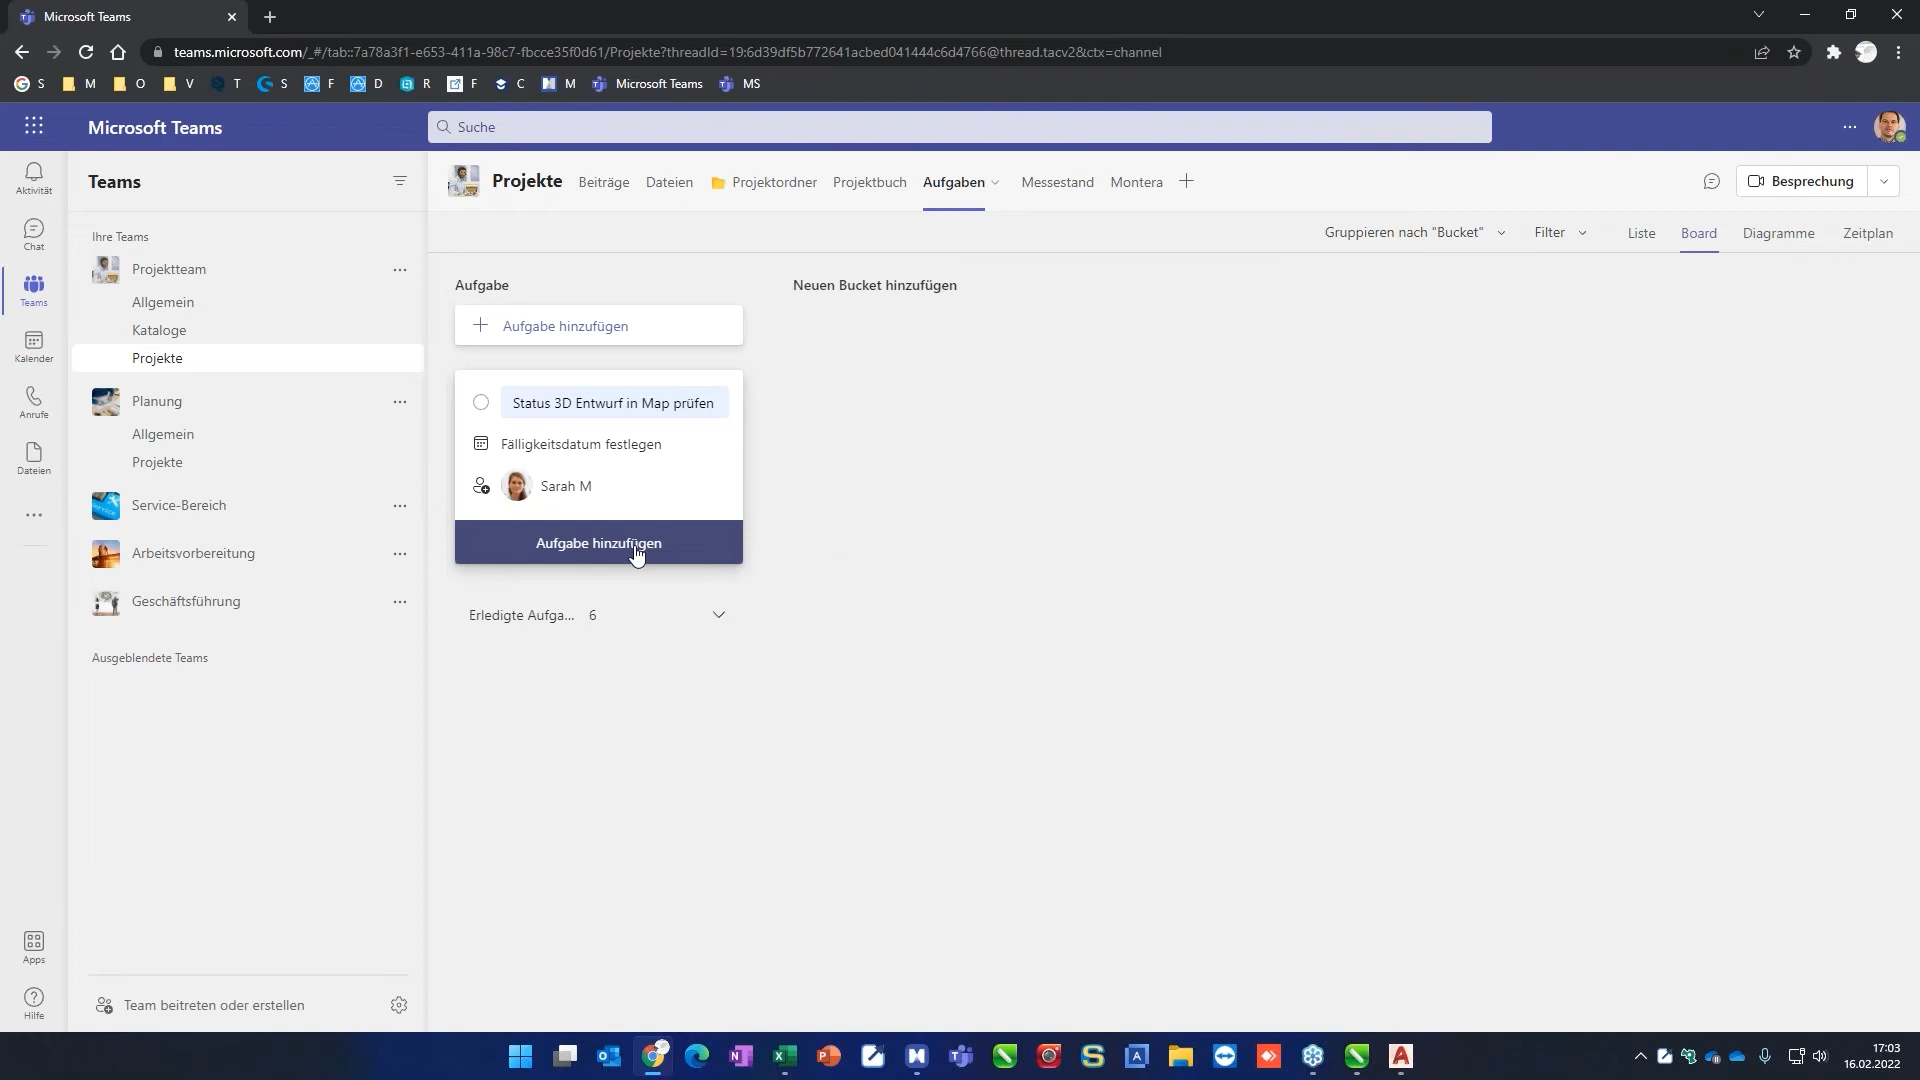 Microsoft Teams
teams.microsoft.com/_#/tab::7a78a3f1-e653-411a-98c7-fbcce35f0d61/Projekte?threadId=19:6d39df5b772641acbed041444c6d4766@thread.tacv2&ctx=channel
S M O V T S F D R F C M Microsoft Teams MS
Microsoft Teams
Suche
Aktivität
Chat
Teams
Kalender
Anrufe
Dateien
Apps
Hilfe
Teams
Ihre Teams
Projektteam
Allgemein
Kataloge
Projekte
Planung
Allgemein
Projekte
Service-Bereich
Arbeitsvorbereitung
Geschäftsführung
Ausgeblendete Teams
Team beitreten oder erstellen
Projekte Beiträge Dateien Projektordner Projektbuch Aufgaben Messestand Montera
Besprechung
Gruppieren nach "Bucket" Filter Liste Board Diagramme Zeitplan
Aufgabe
Neuen Bucket hinzufügen
Aufgabe hinzufügen
Status 3D Entwurf in Map prüfen
Fälligkeitsdatum festlegen
Sarah M
Aufgabe hinzufügen
Erledigte Aufga... 6
17:03
16.02.2022